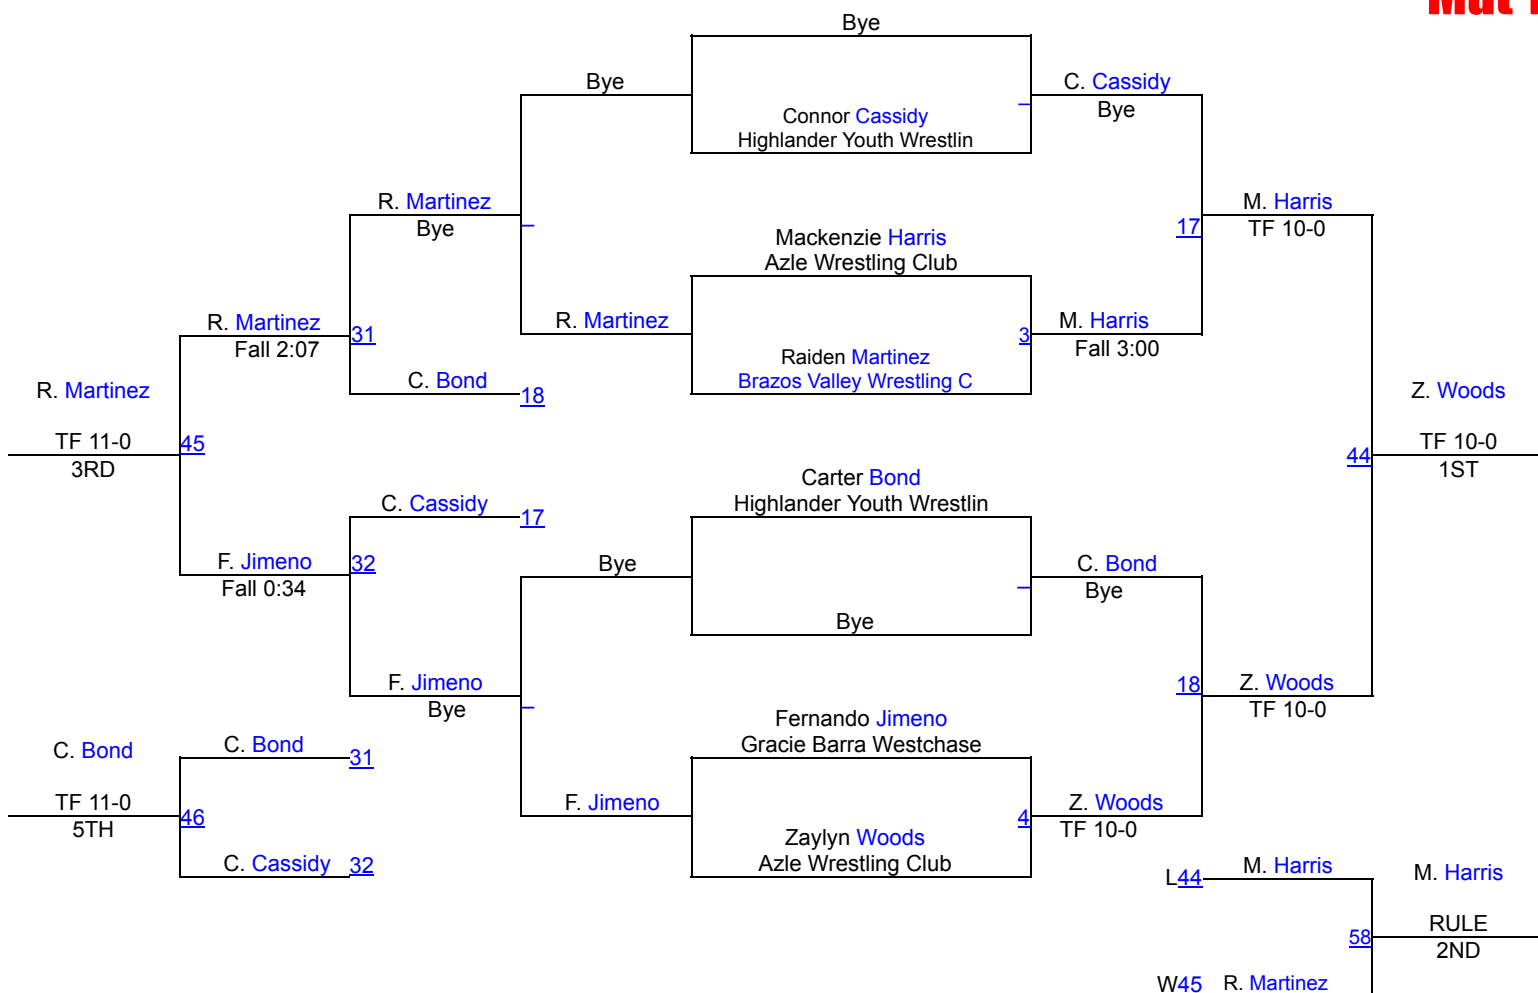 Mat
Bye
Bye
C. Cassidy
Connor Cassidy
Bye
Highlander Youth Wrestlin
R. Martinez
M. Harris
Bye
Mackenzie Harris
17
TF 10-0
Azle Wrestling Club
R. Martinez
R. Martinez
M. Harris
31
3
Fall 2:07
Raiden Martinez
Fall 3:00
C. Bond
Brazos Valley Wrestling C
18
R. Martinez
Z. Woods
TF 11-0
45
44
TF 10-0
3RD
1ST
Carter Bond
C. Cassidy
Highlander Youth Wrestlin
17
F. Jimeno
32
Bye
C. Bond
Fall 0:34
Bye
Bye
F. Jimeno
18
Z. Woods
Bye
TF 10-0
Fernando Jimeno
C. Bond
C. Bond
31
Gracie Barra Westchase
TF 11-0
46
F. Jimeno
4
Z. Woods
5TH
TF 10-0
Zaylyn Woods
C. Cassidy
32
Azle Wrestling Club
L44
M. Harris
M. Harris
58
RULE
2ND
W45
R. Martinez